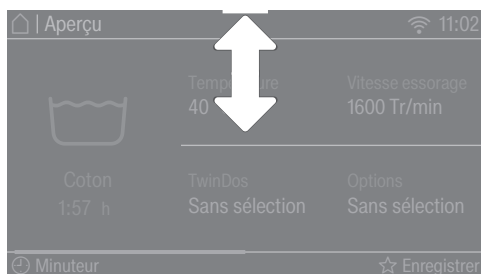 | Aperçu 11:02
Température Vitesse essorage
40 1600 Tr/min
Coton TwinDos Options
1:57 h Sans sélection Sans sélection
Minuteur Enregistrer